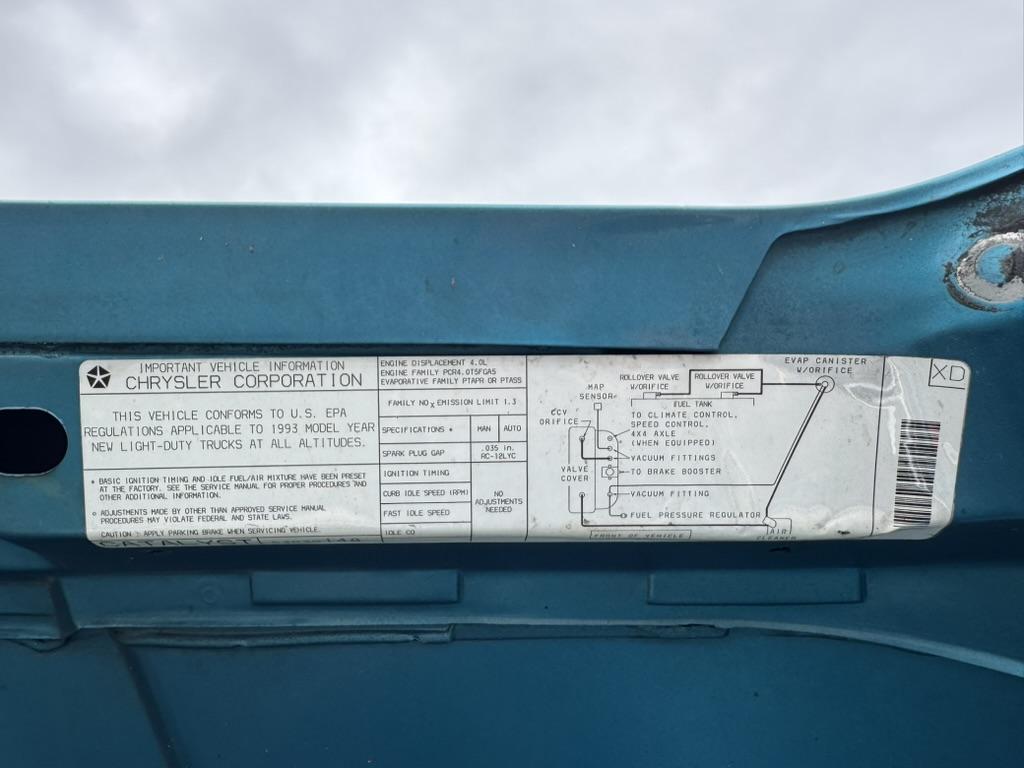 IMPORTANT VEHICLE INFORMATION
CHRYSLER CORPORATION
THIS VEHICLE CONFORMS TO U.S. EPA
REGULATIONS APPLICABLE TO 1993 MODEL YEAR
NEW LIGHT-DUTY TRUCKS AT ALL ALTITUDES.
* BASIC IGNITION TIMING AND IDLE FUEL/AIR MIXTURE HAVE BEEN PRESET
AT THE FACTORY. SEE THE SERVICE MANUAL FOR PROPER PROCEDURES AND
OTHER ADDITIONAL INFORMATION.
o ADJUSTMENTS MADE BY OTHER THAN APPROVED SERVICE MANUAL
PROCEDURES MAY VIOLATE FEDERAL AND STATE LAWS.
CAUTION : APPLY PARKING BRAKE WHEN SERVICING VEHICLE.
CATALYST
ENGINE DISPLACEMENT 4.0L
ENGINE FAMILY PCR4.0T5FGA5
EVAPORATIVE FAMILY PTAPR OR PTASS
FAMILY NOx EMISSION LIMIT 1.3
SPECIFICATIONS * MAN AUTO
SPARK PLUG GAP .035 in.
RC-12LYC
IGNITION TIMING
CURB IDLE SPEED (RPM)
FAST IDLE SPEED
IDLE CO
NO
ADJUSTMENTS
NEEDED
EVAP CANISTER
W/ORIFICE
ROLLOVER VALVE
W/ORIFICE
ROLLOVER VALVE
W/ORIFICE
FUEL TANK
MAP
SENSOR
CCV
ORIFICE
TO CLIMATE CONTROL,
SPEED CONTROL,
4X4 AXLE
(WHEN EQUIPPED)
VACUUM FITTINGS
TO BRAKE BOOSTER
VALVE
COVER
VACUUM FITTING
FUEL PRESSURE REGULATOR
FRONT OF VEHICLE
AIR
CLEANER
XD